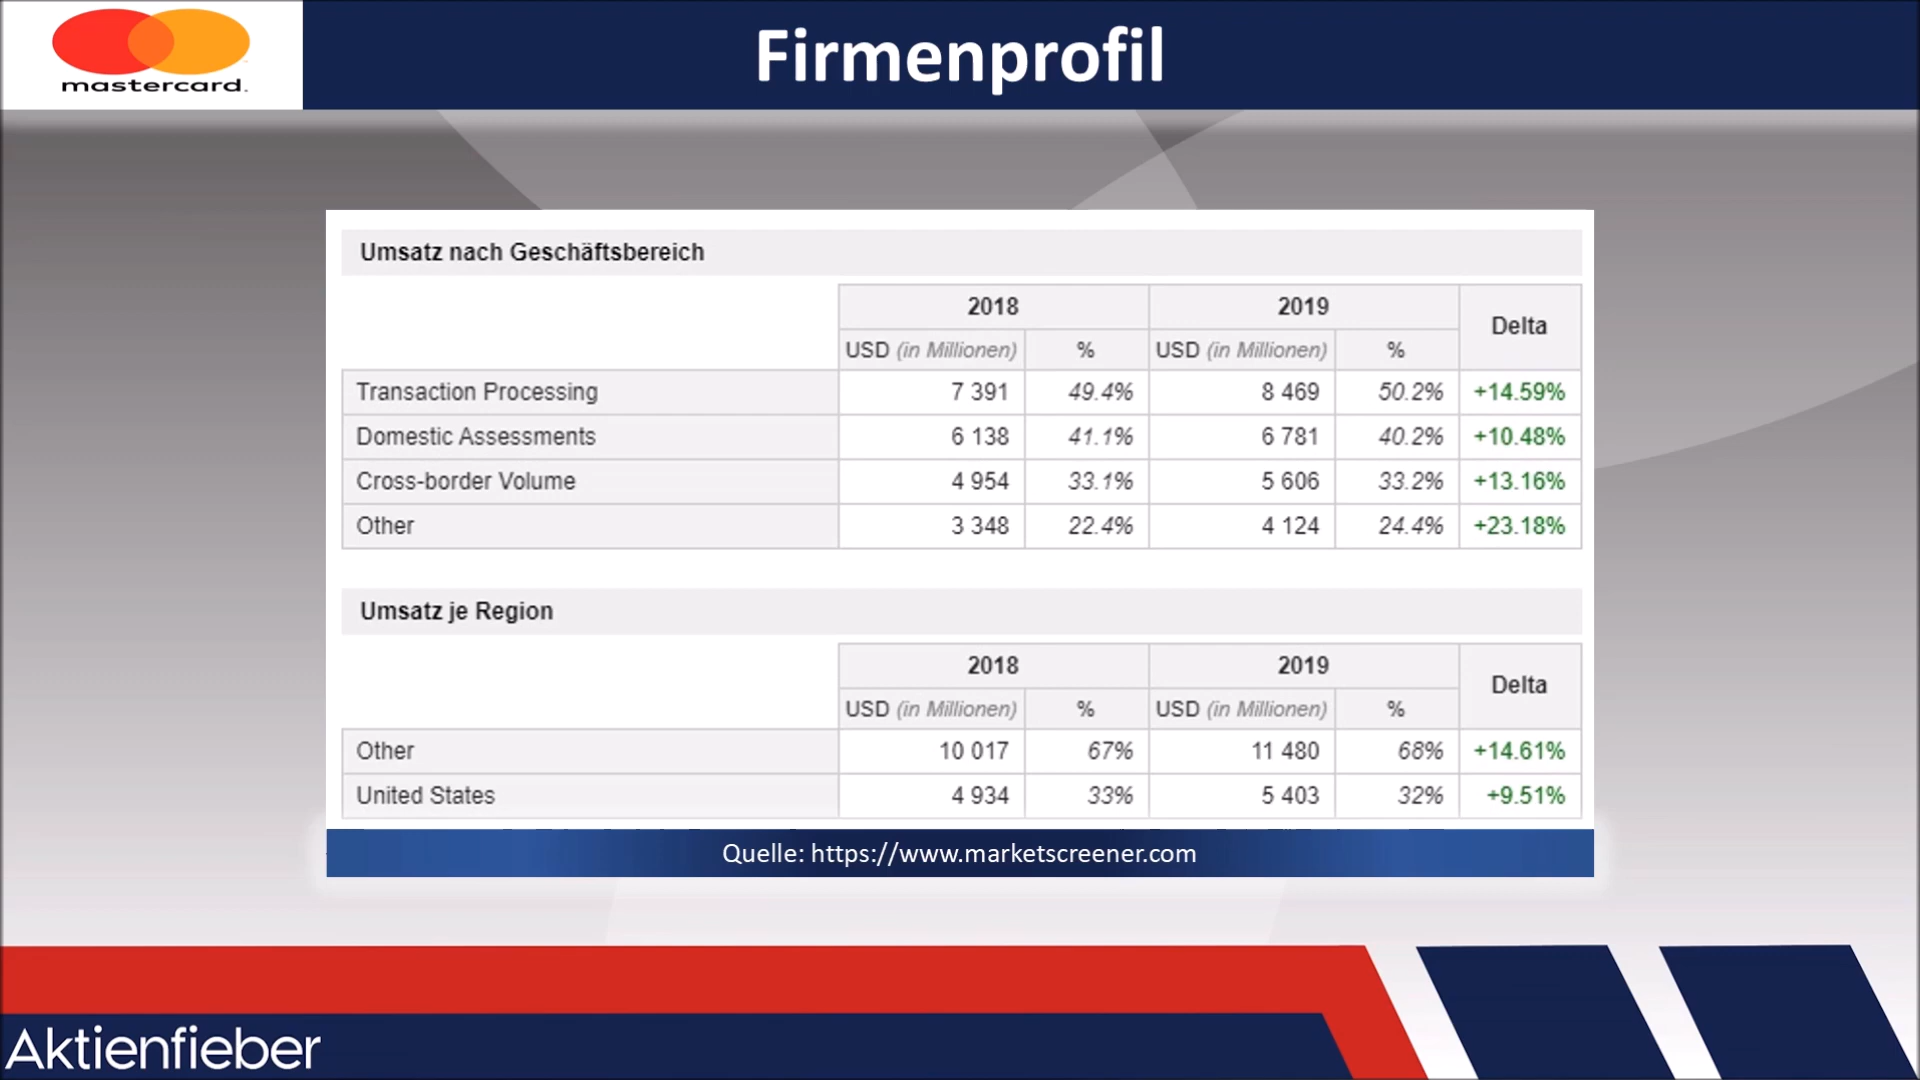 mastercard.
Firmenprofil
Umsatz nach Geschäftsbereich
2018 2019 Delta
USD (in Millionen) % USD (in Millionen) %
Transaction Processing 7 391 49.4% 8 469 50.2% +14.59%
Domestic Assessments 6 138 41.1% 6 781 40.2% +10.48%
Cross-border Volume 4 954 33.1% 5 606 33.2% +13.16%
Other 3 348 22.4% 4 124 24.4% +23.18%
Umsatz je Region
2018 2019 Delta
USD (in Millionen) % USD (in Millionen) %
Other 10 017 67% 11 480 68% +14.61%
United States 4 934 33% 5 403 32% +9.51%
Quelle: https://www.marketscreener.com
Aktienfieber